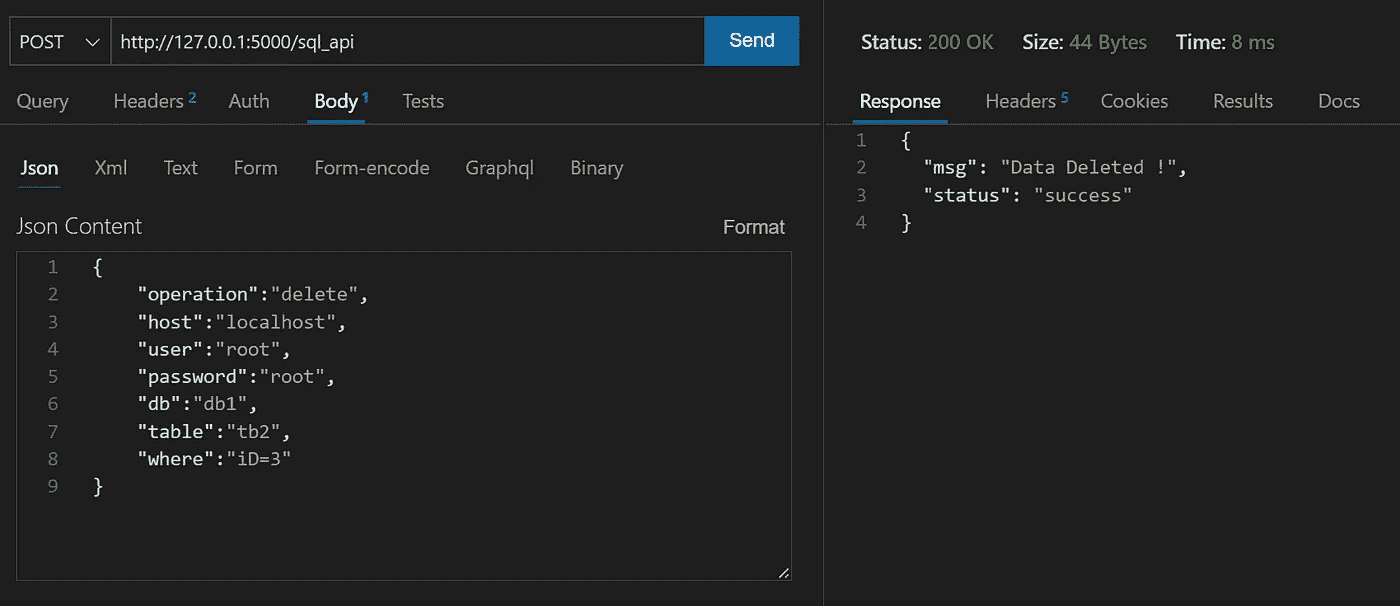 POST http://127.0.0.1:5000/sql_api Send
Query Headers 2 Auth Body 1 Tests
Json Xml Text Form Form-encode Graphql Binary
Json Content Format
1 {
2 "operation":"delete",
3 "host":"localhost",
4 "user":"root",
5 "password":"root",
6 "db":"db1",
7 "table":"tb2",
8 "where":"iD=3"
9 }
Status: 200 OK Size: 44 Bytes Time: 8 ms
Response Headers 5 Cookies Results Docs
1 {
2 "msg": "Data Deleted !",
3 "status": "success"
4 }